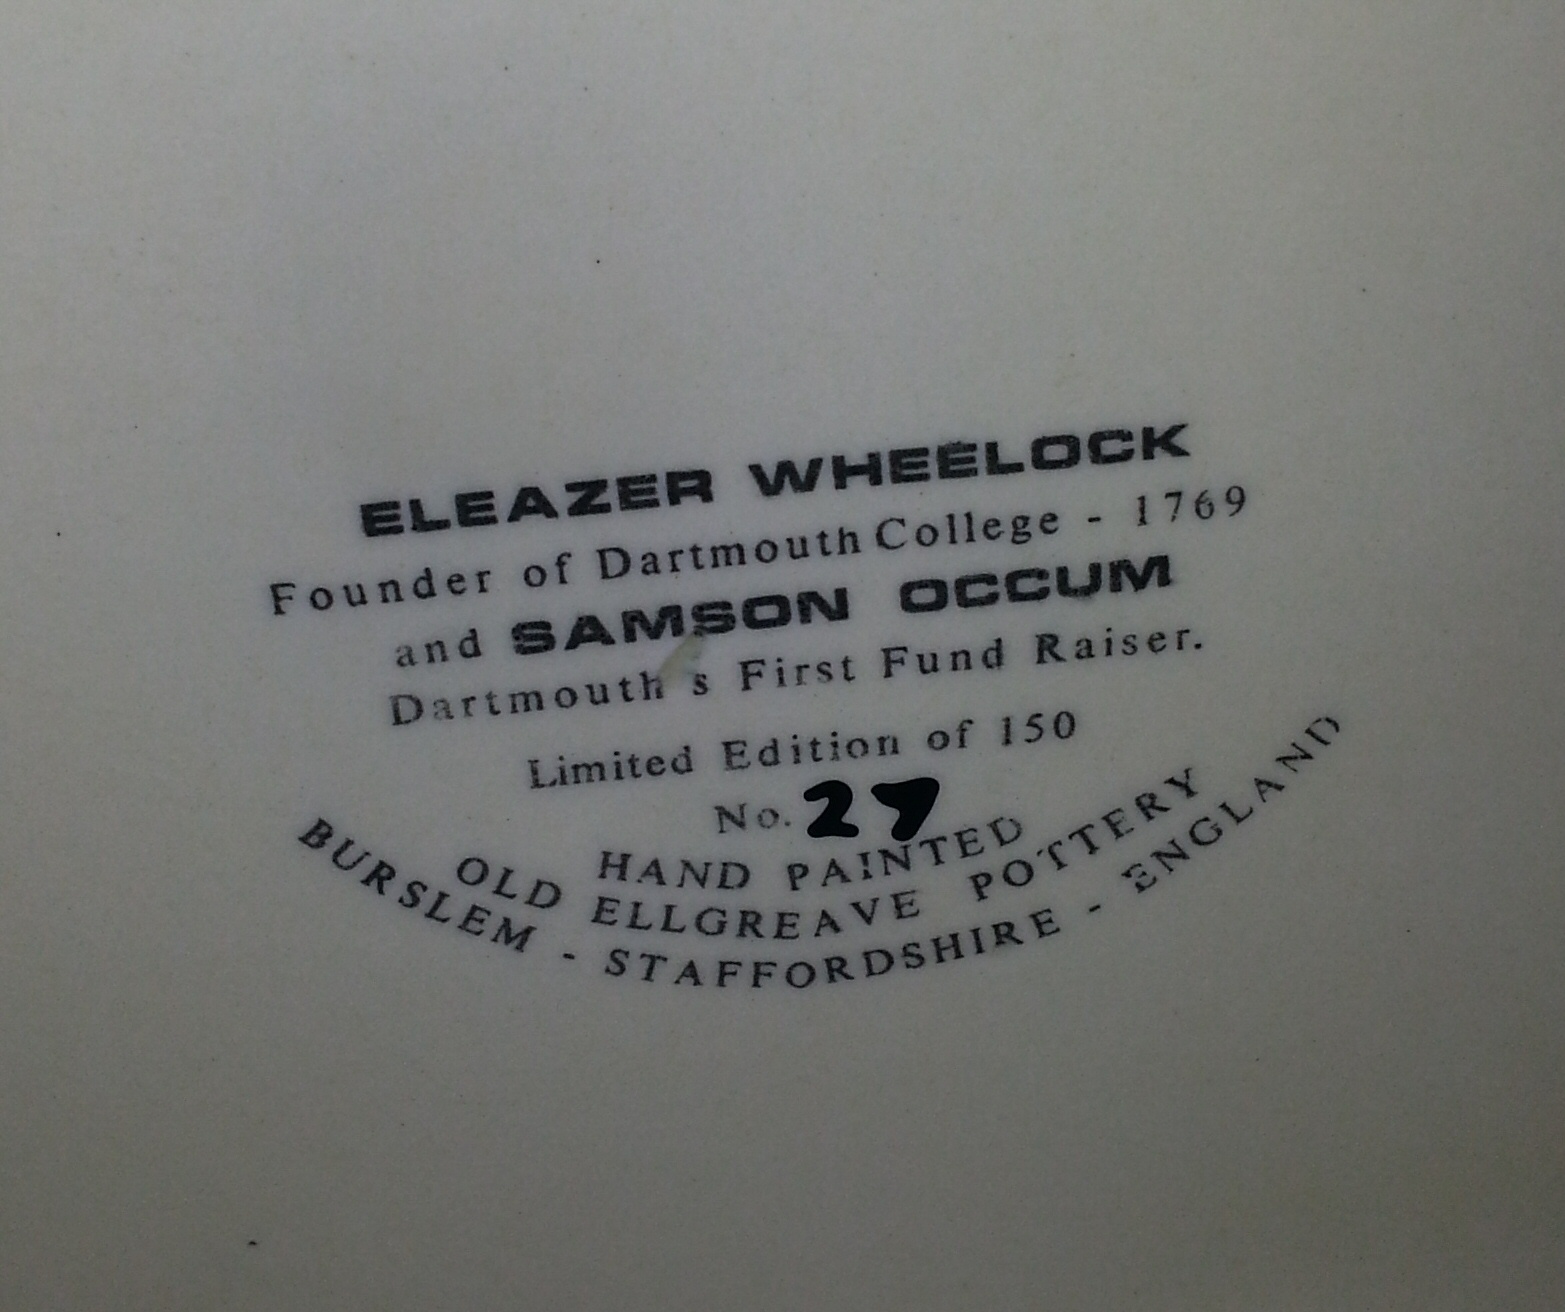 ELEAZER WHEELOCK
Founder of Dartmouth College - 1769
and SAMSON OCCUM
Dartmouth s First Fund Raiser.
Limited Edition of 150
No. 27
HAND PAINTED
OLD ELLGREAVE POTTERY
BURSLEM - STAFFORDSHIRE - ENGLAND